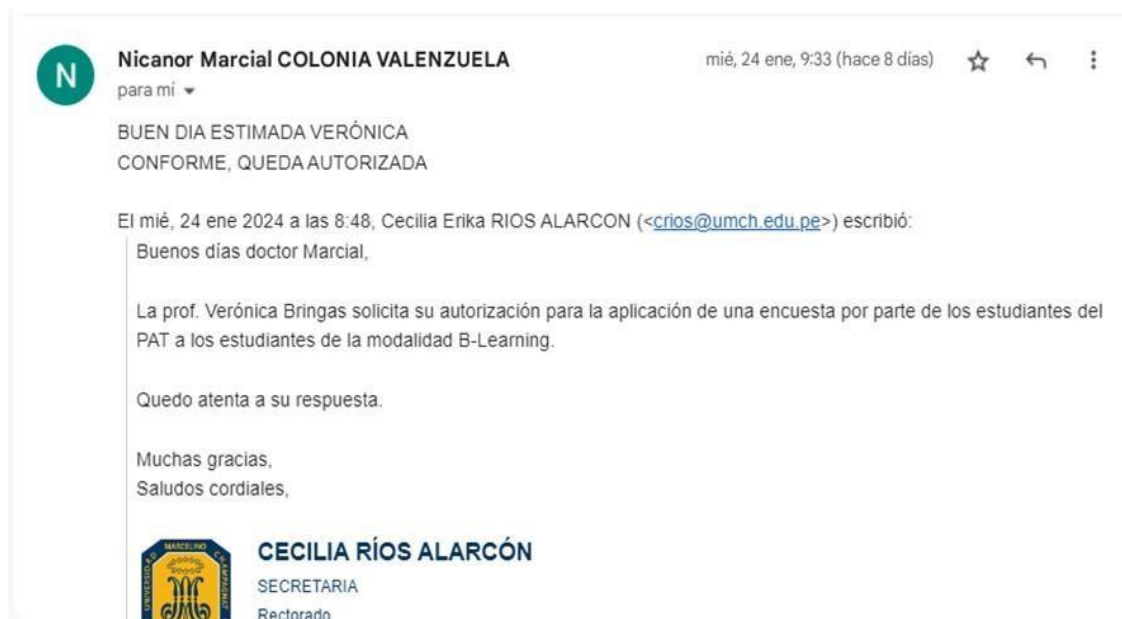 N
Nicanor Marcial COLONIA VALENZUELA
mié, 24 ene, 9:33 (hace 8 días)
para mí
BUEN DIA ESTIMADA VERÓNICA
CONFORME, QUEDA AUTORIZADA
El mié, 24 ene 2024 a las 8:48, Cecilia Erika RIOS ALARCON (<crios@umch.edu.pe>) escribió:
Buenos días doctor Marcial,
La prof. Verónica Bringas solicita su autorización para la aplicación de una encuesta por parte de los estudiantes del
PAT a los estudiantes de la modalidad B-Learning.
Quedo atenta a su respuesta.
Muchas gracias,
Saludos cordiales,
UNIVERSIDAD MARCELINO CHAMPAGNAT
CECILIA RÍOS ALARCÓN
SECRETARIA
Rectorado